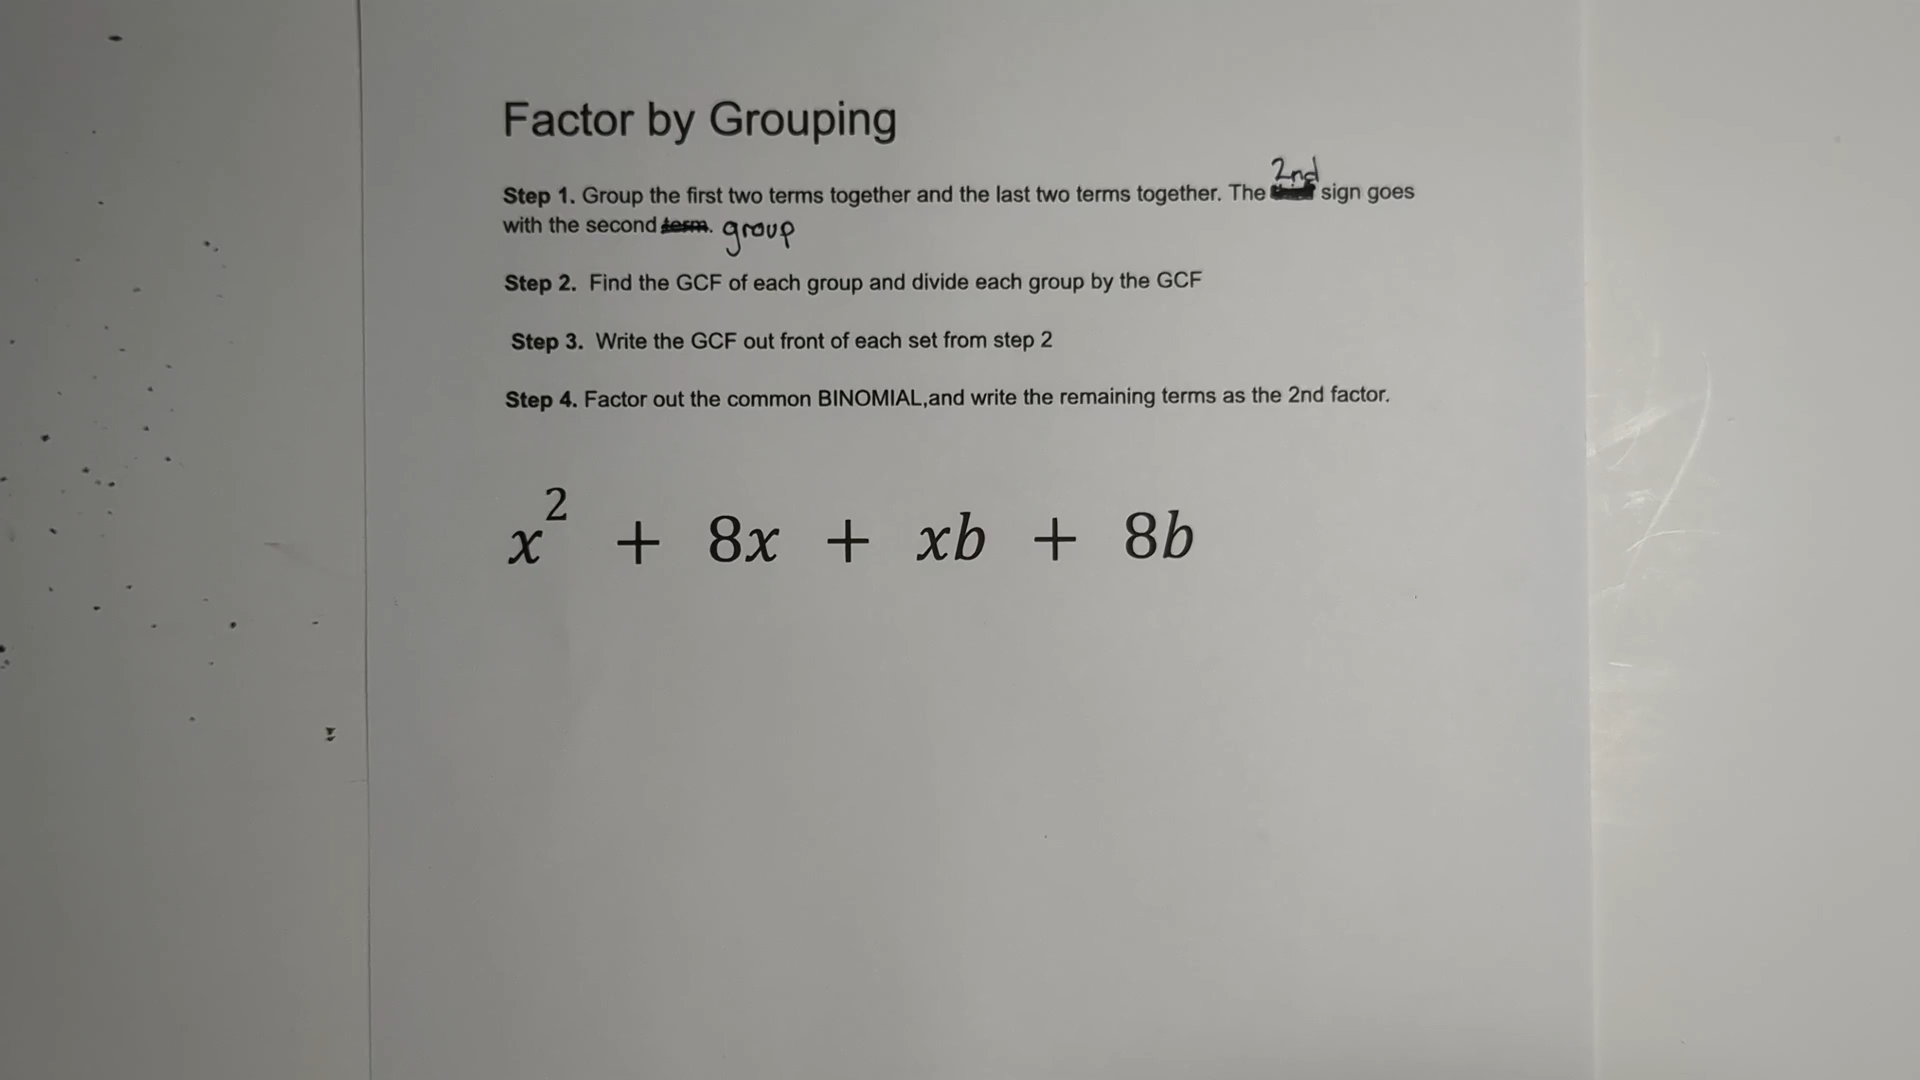 Factor by Grouping
2nd
Step 1. Group the first two terms together and the last two terms together. The sign goes
with the second term. group
Step 2. Find the GCF of each group and divide each group by the GCF
Step 3. Write the GCF out front of each set from step 2
Step 4. Factor out the common BINOMIAL,and write the remaining terms as the 2nd factor.
x² + 8x + xb + 8b